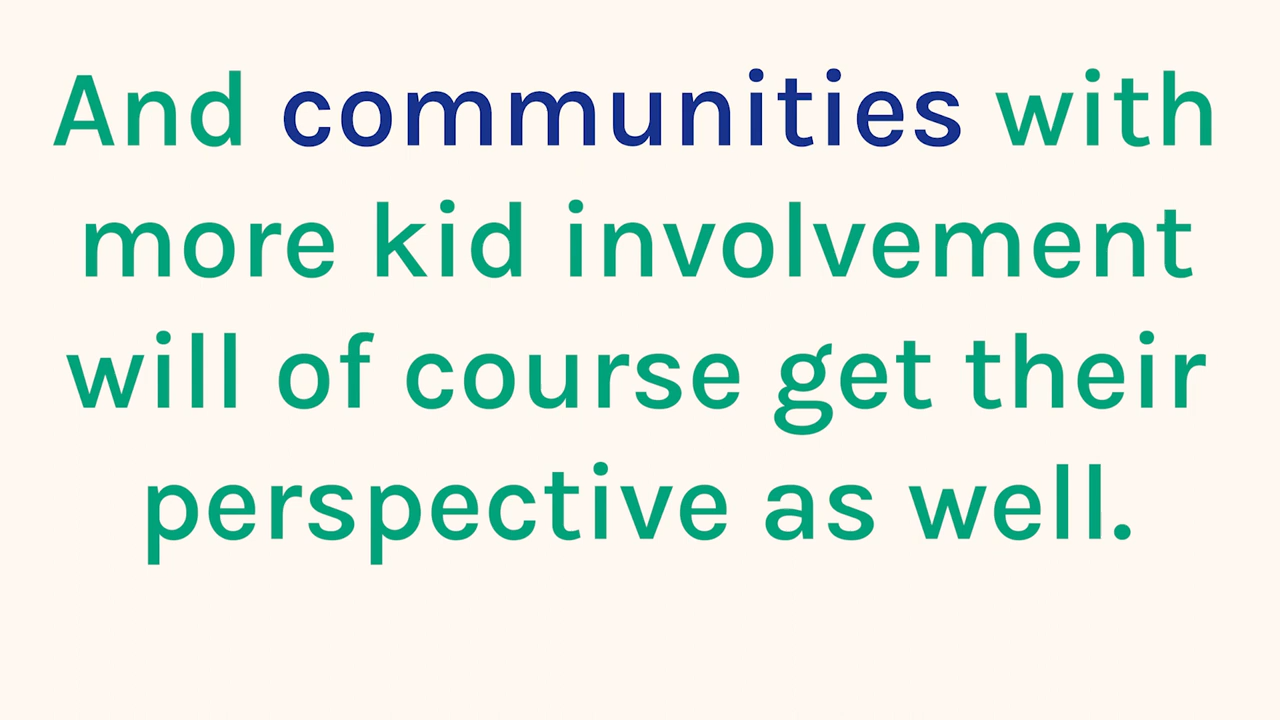 And communities with
more kid involvement
will of course get their
perspective as well.